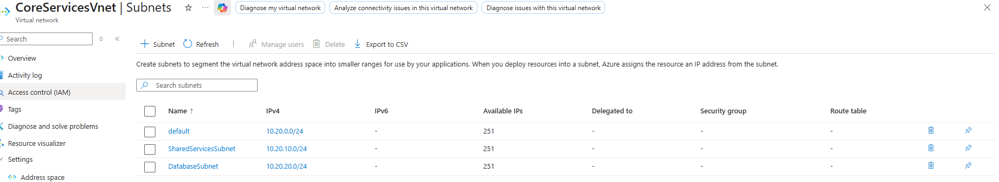 CoreServicesVnet | Subnets ☆ ··· Diagnose my virtual network Analyze connectivity issues in this virtual network Diagnose issues with this virtual network
Virtual network
Search
+ Subnet Refresh | Manage users Delete Export to CSV
Overview
Activity log
Access control (IAM)
Tags
Diagnose and solve problems
Resource visualizer
Settings
Address space
Create subnets to segment the virtual network address space into smaller ranges for use by your applications. When you deploy resources into a subnet, Azure assigns the resource an IP address from the subnet.
Search subnets
Name ↑ IPv4 IPv6 Available IPs Delegated to Security group Route table
default 10.20.0.0/24 - 251 - - -
SharedServicesSubnet 10.20.10.0/24 - 251 - - -
DatabaseSubnet 10.20.20.0/24 - 251 - - -